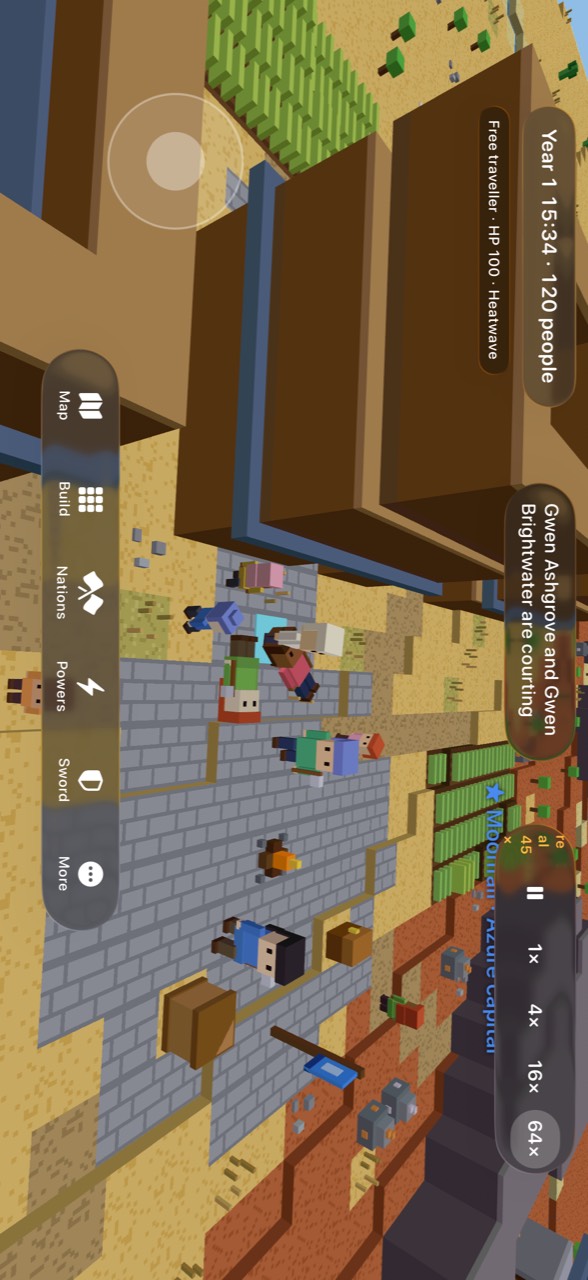 Year 1 15:34 · 120 people
Free traveller · HP 100 · Heatwave
Gwen Ashgrove and Gwen
Brightwater are courting
re
al
45
×
1×
4×
16×
64×
Moonfall · Azure capital
Map
Build
Nations
Powers
Sword
More